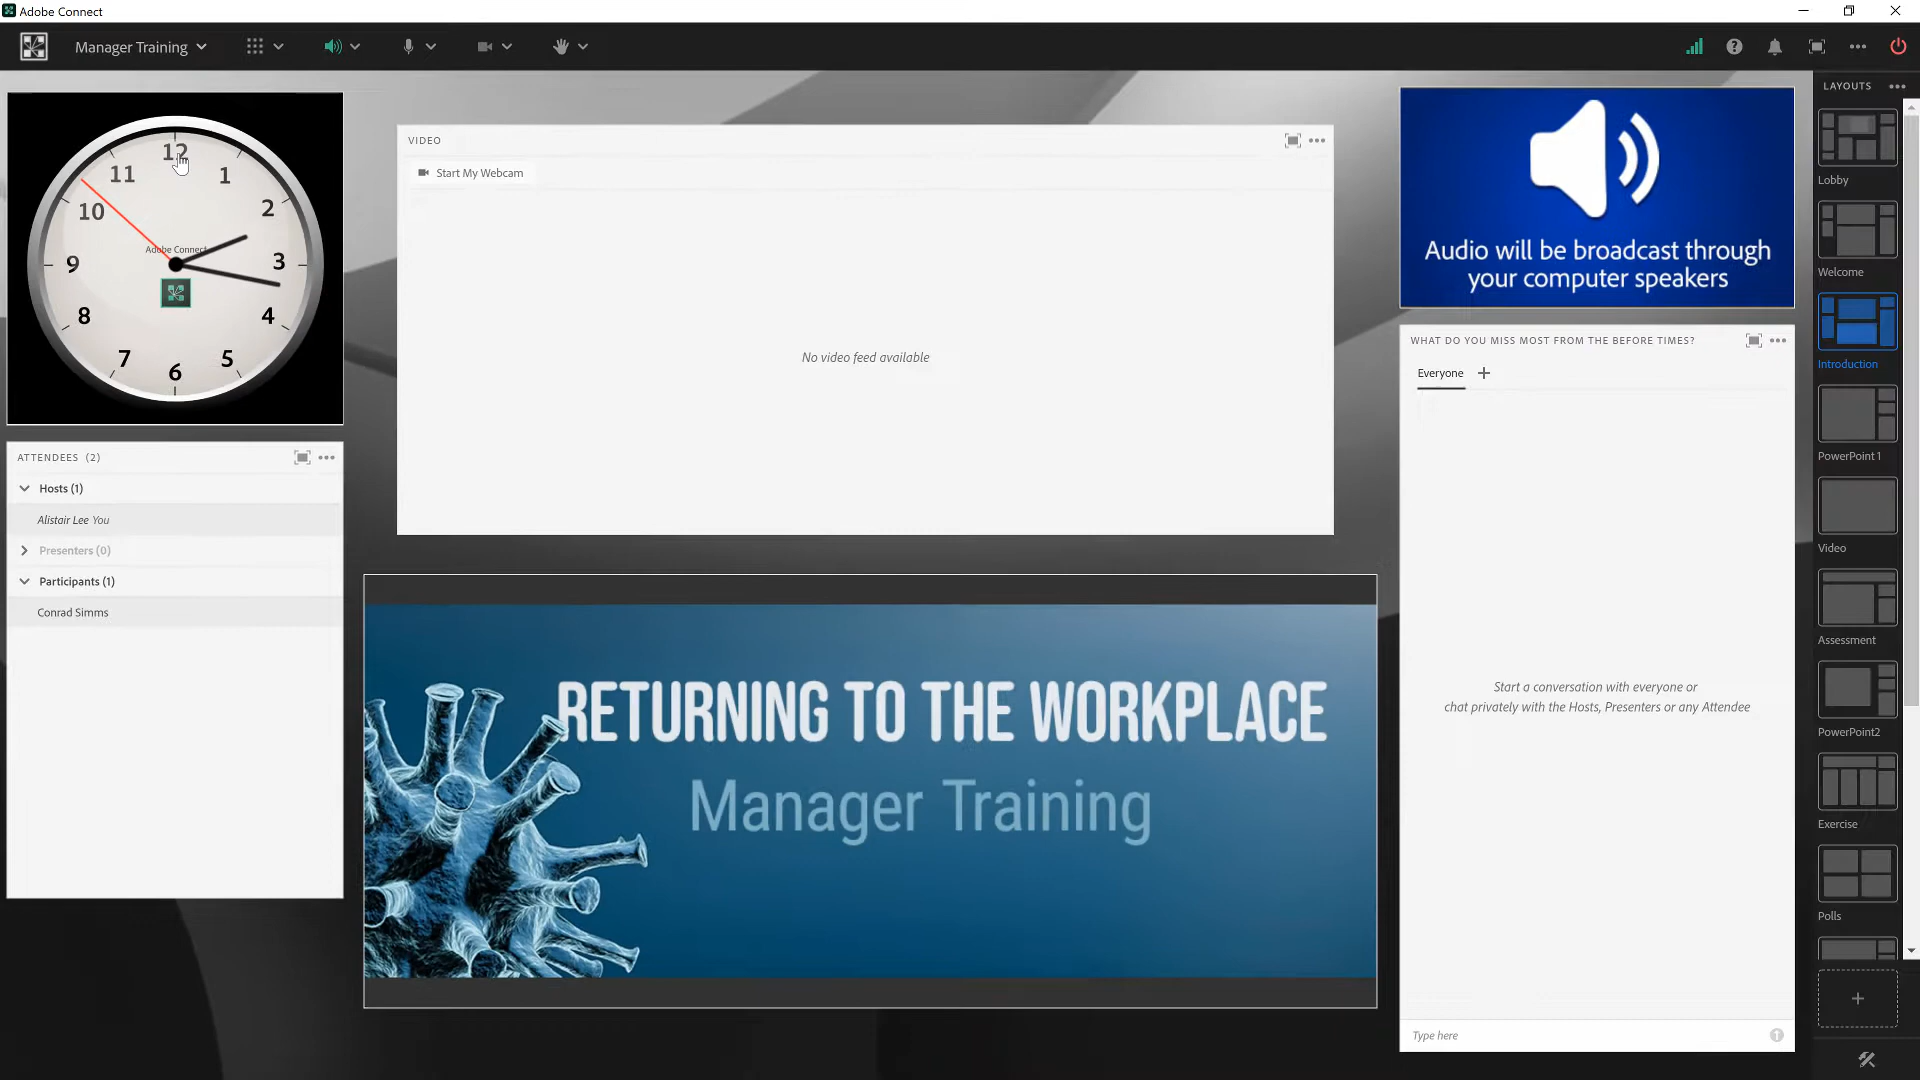 Adobe Connect
Manager Training
12
11
1
10
2
Adobe Connect
9
3
8
4
7
5
6
ATTENDEES (2)
Hosts (1)
Alistair Lee You
Presenters (0)
Participants (1)
Conrad Simms
VIDEO
Start My Webcam
No video feed available
RETURNING TO THE WORKPLACE
Manager Training
Audio will be broadcast through
your computer speakers
WHAT DO YOU MISS MOST FROM THE BEFORE TIMES?
Everyone
Start a conversation with everyone or
chat privately with the Hosts, Presenters or any Attendee
Type here
LAYOUTS
Lobby
Welcome
Introduction
PowerPoint 1
Video
Assessment
PowerPoint2
Exercise
Polls